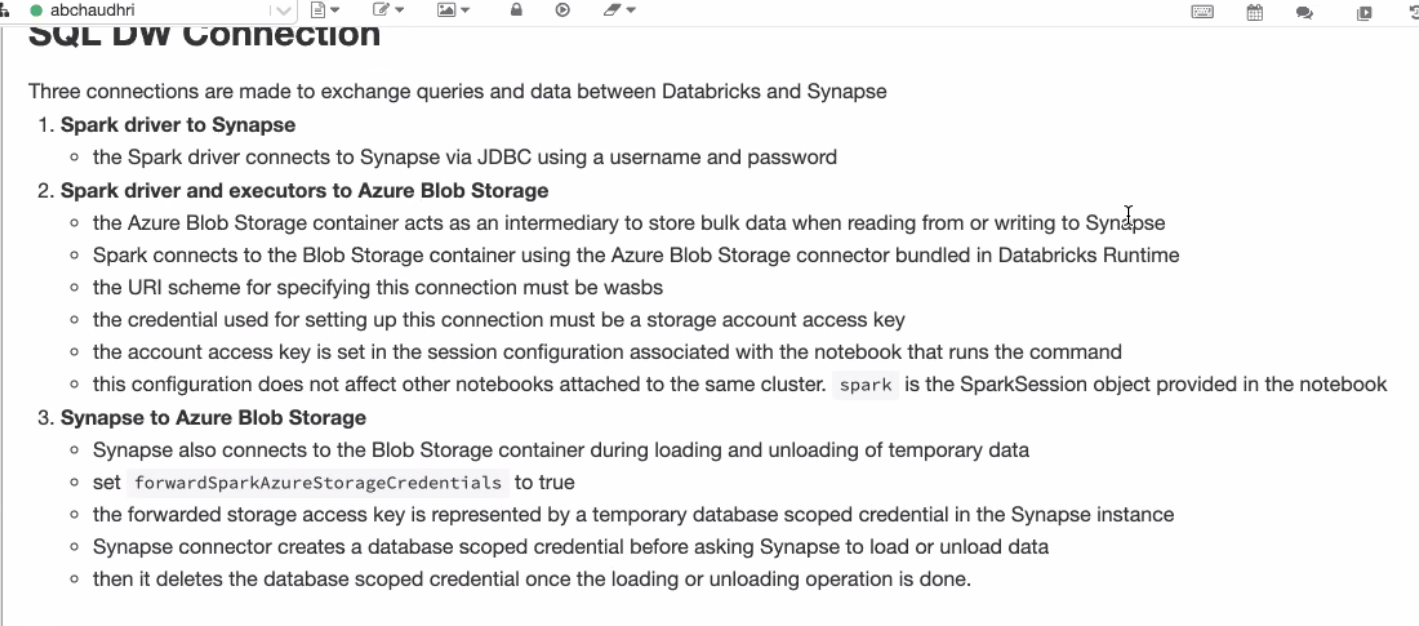 abchaudhri
SQL DW Connection
Three connections are made to exchange queries and data between Databricks and Synapse
1. Spark driver to Synapse
the Spark driver connects to Synapse via JDBC using a username and password
2. Spark driver and executors to Azure Blob Storage
the Azure Blob Storage container acts as an intermediary to store bulk data when reading from or writing to Synapse
Spark connects to the Blob Storage container using the Azure Blob Storage connector bundled in Databricks Runtime
the URI scheme for specifying this connection must be wasbs
the credential used for setting up this connection must be a storage account access key
the account access key is set in the session configuration associated with the notebook that runs the command
this configuration does not affect other notebooks attached to the same cluster. spark is the SparkSession object provided in the notebook
3. Synapse to Azure Blob Storage
Synapse also connects to the Blob Storage container during loading and unloading of temporary data
set forwardSparkAzureStorageCredentials to true
the forwarded storage access key is represented by a temporary database scoped credential in the Synapse instance
Synapse connector creates a database scoped credential before asking Synapse to load or unload data
then it deletes the database scoped credential once the loading or unloading operation is done.